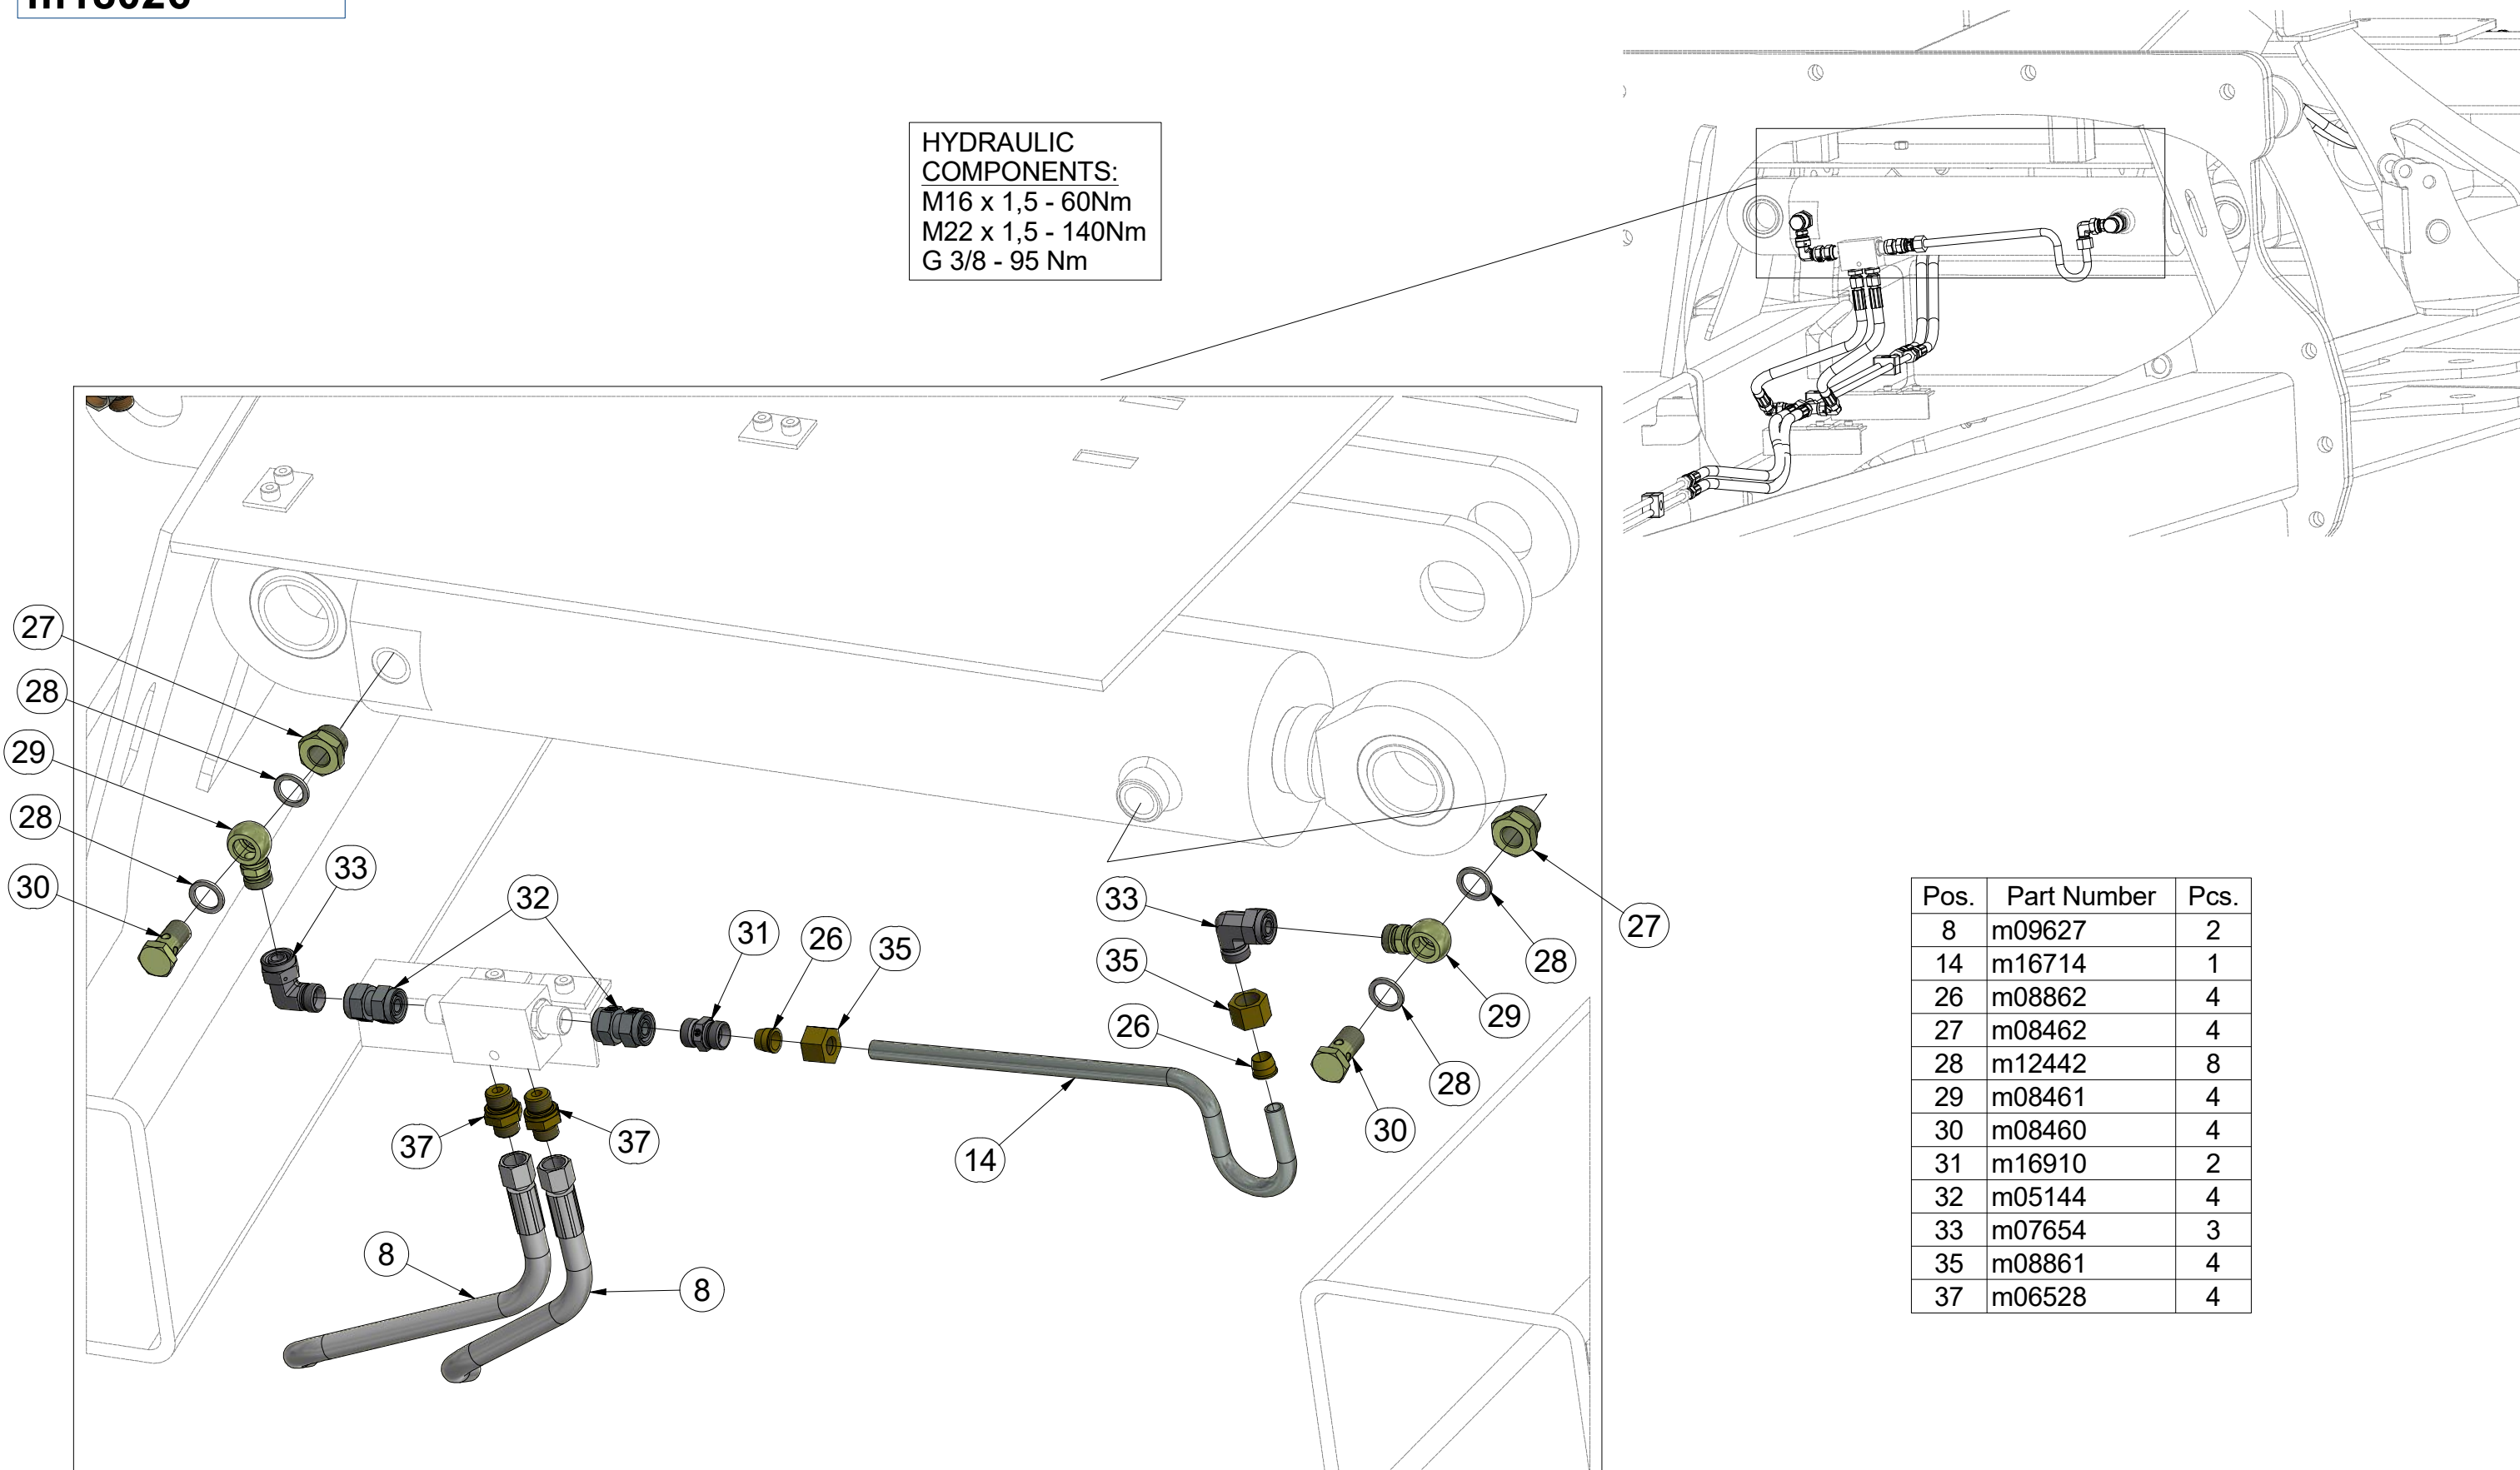 HYDRAULIC
COMPONENTS:
M16 x 1,5 - 60Nm
M22 x 1,5 - 140Nm
G 3/8 - 95 Nm
27
28
29
28
30
33
32
31
26
35
33
35
26
27
28
29
28
30
37
37
14
8
8
Pos. Part Number Pcs.
8 m09627 2
14 m16714 1
26 m08862 4
27 m08462 4
28 m12442 8
29 m08461 4
30 m08460 4
31 m16910 2
32 m05144 4
33 m07654 3
35 m08861 4
37 m06528 4